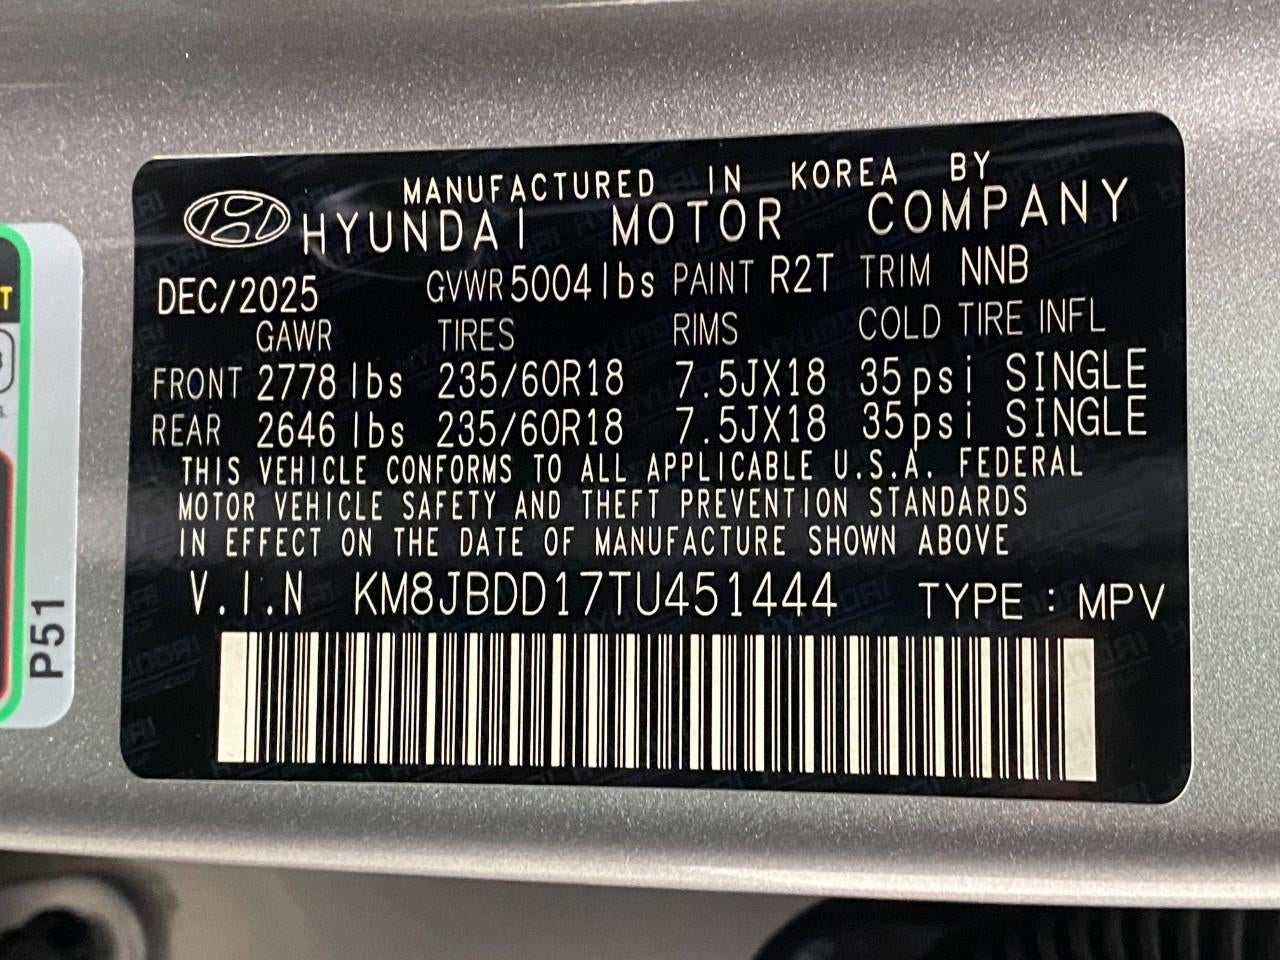 MANUFACTURED IN KOREA BY
HYUNDAI MOTOR COMPANY
DEC/2025 GVWR 5004lbs PAINT R2T TRIM NNB
GAWR TIRES RIMS COLD TIRE INFL
FRONT 2778 lbs 235/60R18 7.5JX18 35psi SINGLE
REAR 2646 lbs 235/60R18 7.5JX18 35psi SINGLE
THIS VEHICLE CONFORMS TO ALL APPLICABLE U.S.A. FEDERAL
MOTOR VEHICLE SAFETY AND THEFT PREVENTION STANDARDS
IN EFFECT ON THE DATE OF MANUFACTURE SHOWN ABOVE
V.I.N KM8JBDD17TU451444 TYPE : MPV
P51